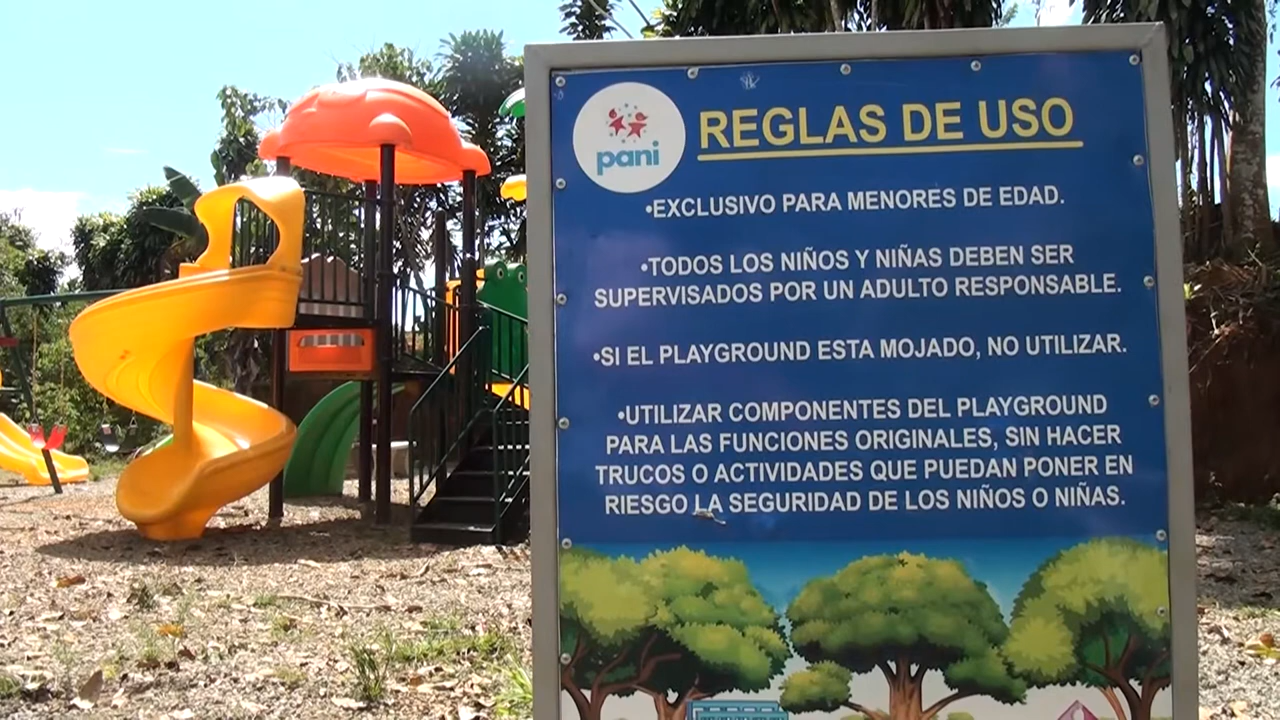 pani
REGLAS DE USO
•EXCLUSIVO PARA MENORES DE EDAD.
•TODOS LOS NIÑOS Y NIÑAS DEBEN SER
SUPERVISADOS POR UN ADULTO RESPONSABLE.
•SI EL PLAYGROUND ESTA MOJADO, NO UTILIZAR.
•UTILIZAR COMPONENTES DEL PLAYGROUND
PARA LAS FUNCIONES ORIGINALES, SIN HACER
TRUCOS O ACTIVIDADES QUE PUEDAN PONER EN
RIESGO LA SEGURIDAD DE LOS NIÑOS O NIÑAS.